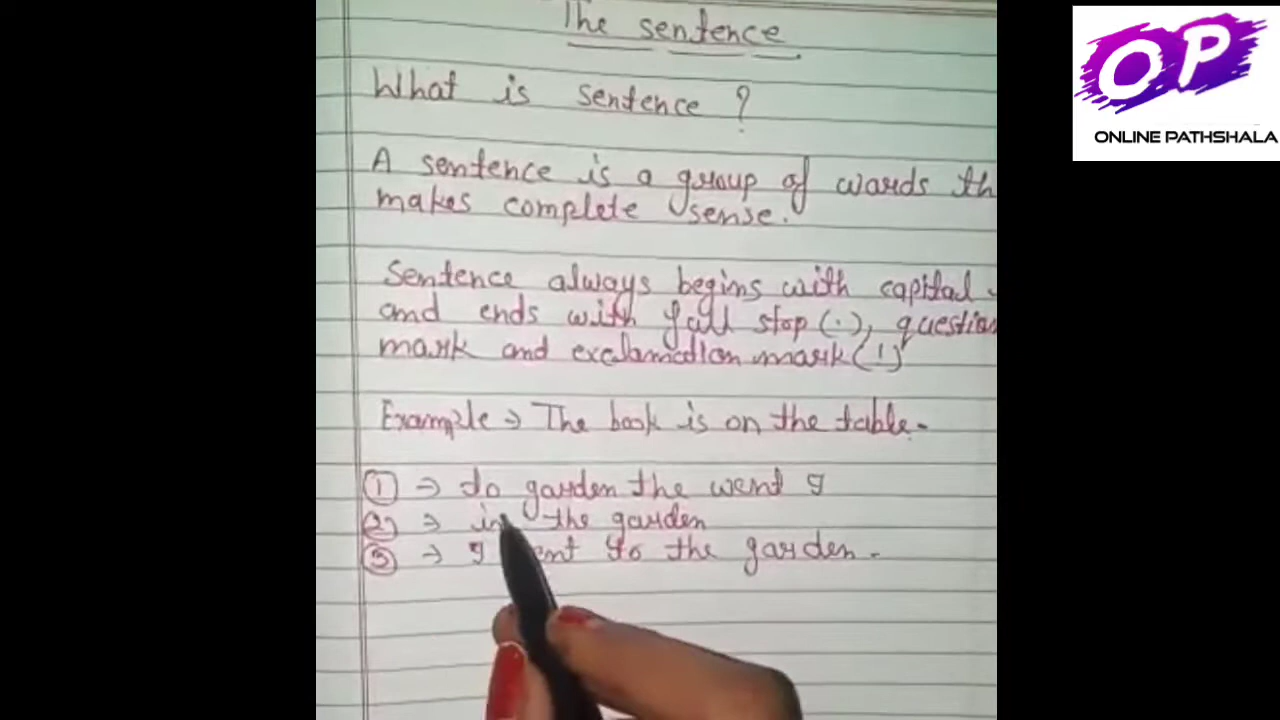 The sentence
What is sentence ?
A sentence is a group of words th
makes complete sense.
Sentence always begins with capital
and ends with full stop (.), question
mark and exclamation mark (!)
Example ⇒ The book is on the table.
① ⇒ to garden the went I
② ⇒ in the garden
③ → I went to the garden.
OP
ONLINE PATHSHALA